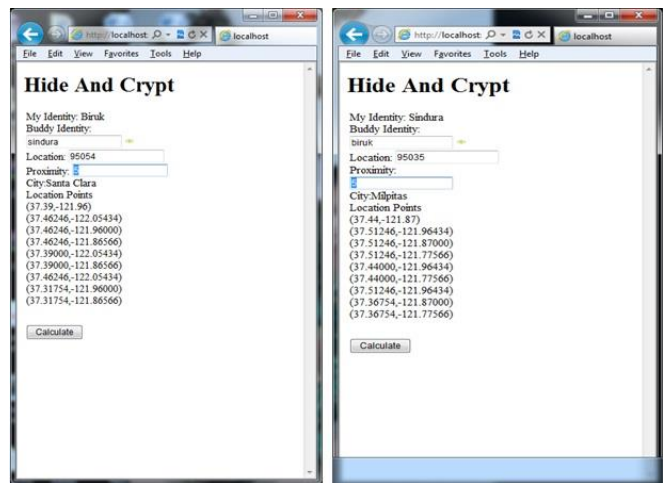 http://localhost
localhost
File Edit View Favorites Tools Help
Hide And Crypt
My Identity: Biruk
Buddy Identity:
sindura
Location: 95054
Proximity: 5
City:Santa Clara
Location Points
(37.39,-121.96)
(37.46246,-122.05434)
(37.46246,-121.96000)
(37.46246,-121.86566)
(37.39000,-122.05434)
(37.39000,-121.86566)
(37.46246,-122.05434)
(37.31754,-121.96000)
(37.31754,-121.86566)
Calculate
http://localhost:
localhost
File Edit View Favorites Tools Help
Hide And Crypt
My Identity: Sindura
Buddy Identity:
biruk
Location: 95035
Proximity:
5
City:Milpitas
Location Points
(37.44,-121.87)
(37.51246,-121.96434)
(37.51246,-121.87000)
(37.51246,-121.77566)
(37.44000,-121.96434)
(37.44000,-121.77566)
(37.51246,-121.96434)
(37.36754,-121.87000)
(37.36754,-121.77566)
Calculate